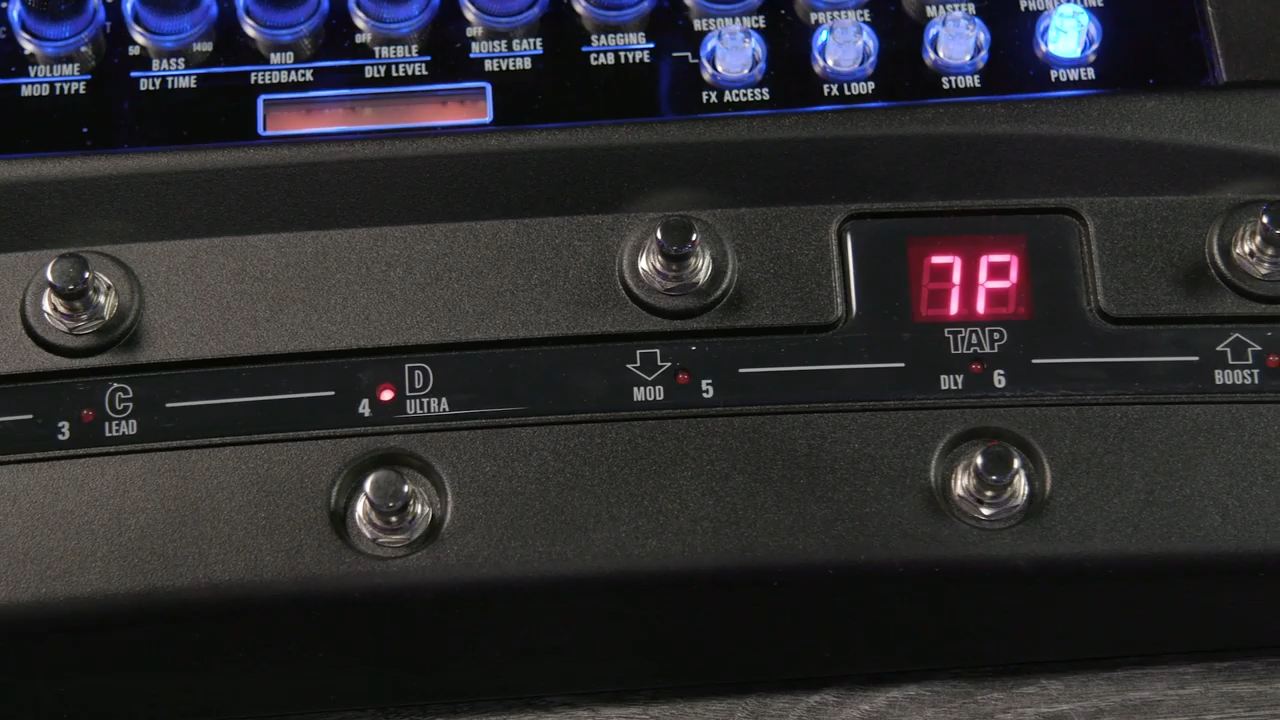 RESONANCE PRESENCE MASTER
50 1400 MID OFF TREBLE OFF NOISE GATE SAGGING
VOLUME BASS FEEDBACK DLY LEVEL REVERB CAB TYPE
MOD TYPE DLY TIME FX ACCESS FX LOOP STORE POWER
7P
TAP
3 C LEAD 4 D ULTRA MOD 5 DLY 6 BOOST